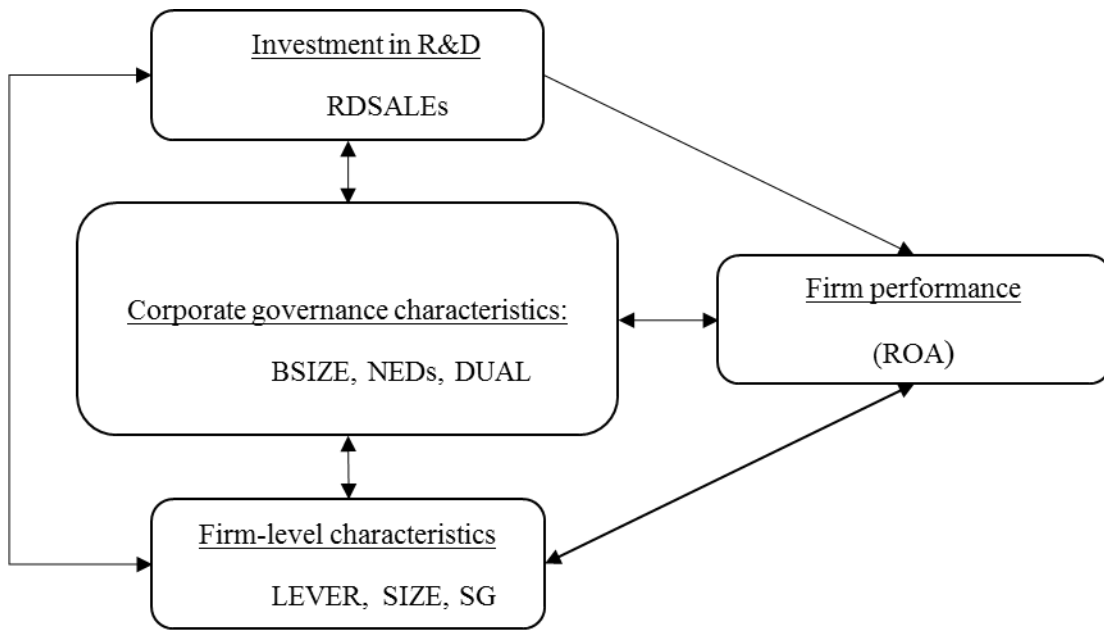 Investment in R&D
RDSALEs
Corporate governance characteristics:
BSIZE, NEDs, DUAL
Firm performance
(ROA)
Firm-level characteristics
LEVER, SIZE, SG